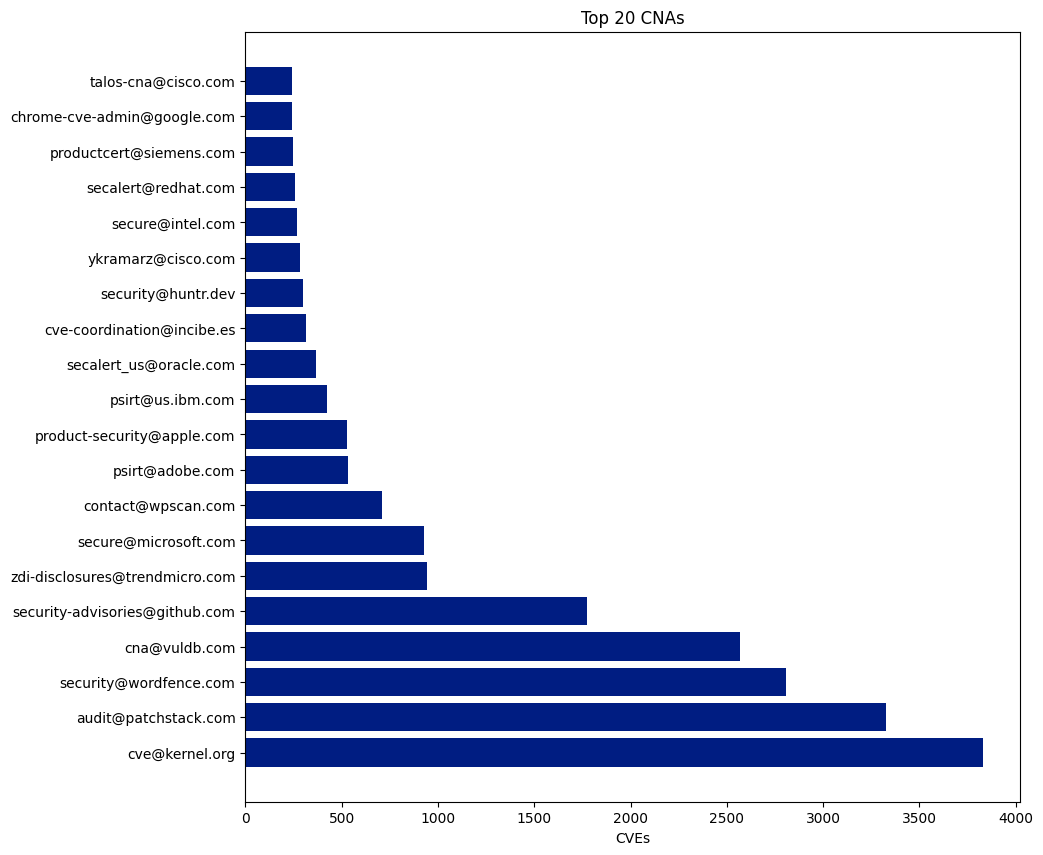 Top 20 CNAs
talos-cna@cisco.com
chrome-cve-admin@google.com
productcert@siemens.com
secalert@redhat.com
secure@intel.com
ykramarz@cisco.com
security@huntr.dev
cve-coordination@incibe.es
secalert_us@oracle.com
psirt@us.ibm.com
product-security@apple.com
psirt@adobe.com
contact@wpscan.com
secure@microsoft.com
zdi-disclosures@trendmicro.com
security-advisories@github.com
cna@vuldb.com
security@wordfence.com
audit@patchstack.com
cve@kernel.org
0 500 1000 1500 2000 2500 3000 3500 4000
CVEs